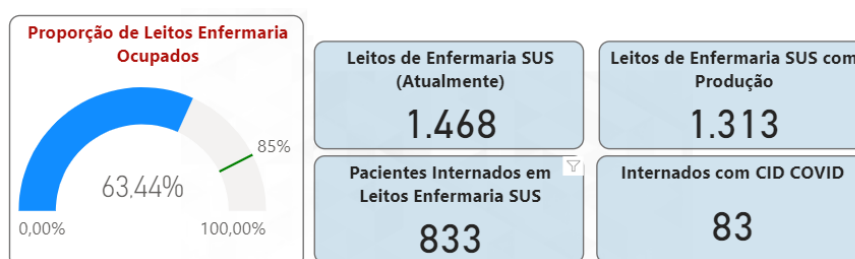 Proporção de Leitos Enfermaria
Ocupados
85%
63,44%
0,00%
100,00%
Leitos de Enfermaria SUS
(Atualmente)
1.468
Leitos de Enfermaria SUS com
Produção
1.313
Pacientes Internados em
Leitos Enfermaria SUS
833
Internados com CID COVID
83